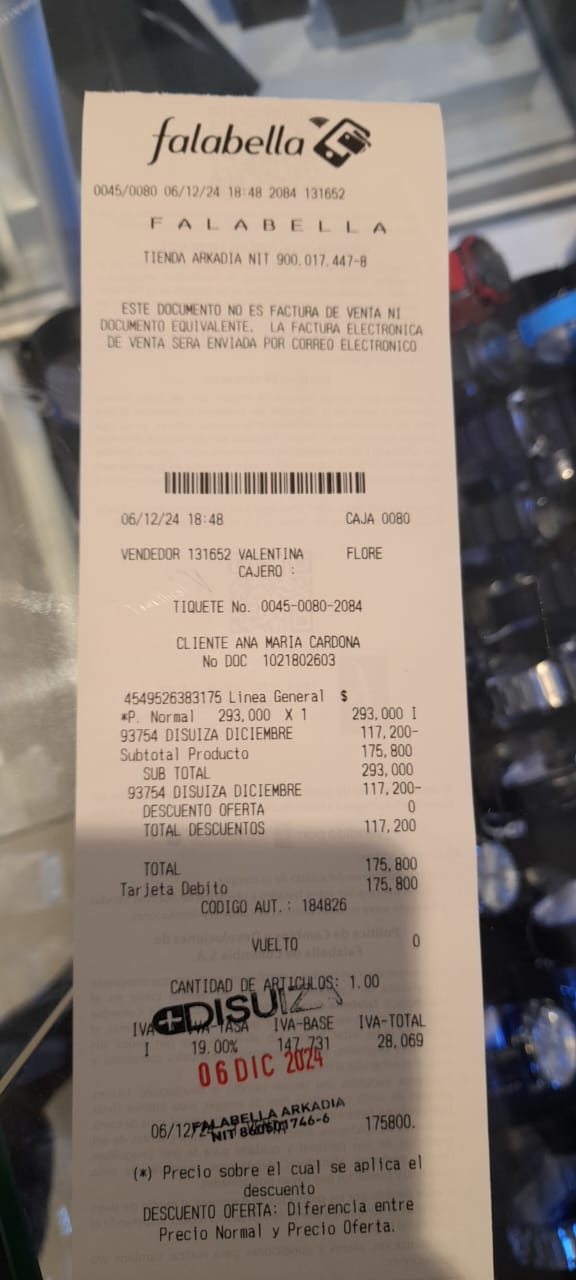 falabella
0045/0080 06/12/24 18:48 2084 131652
FALABELLA
TIENDA ARKADIA NIT 900.017.447-8
ESTE DOCUMENTO NO ES FACTURA DE VENTA NI
DOCUMENTO EQUIVALENTE. LA FACTURA ELECTRONICA
DE VENTA SERA ENVIADA POR CORREO ELECTRONICO
06/12/24 18:48 CAJA 0080
VENDEDOR 131652 VALENTINA FLORE
CAJERO :
TIQUETE No. 0045-0080-2084
CLIENTE ANA MARIA CARDONA
No DOC 1021802603
4549526383175 Linea General $
*P. Normal 293,000 X 1 293,000 I
93754 DISUIZA DICIEMBRE 117,200-
Subtotal Producto 175,800
SUB TOTAL 293,000
93754 DISUIZA DICIEMBRE 117,200-
DESCUENTO OFERTA 0
TOTAL DESCUENTOS 117,200
TOTAL 175,800
Tarjeta Debito 175,800
CODIGO AUT.: 184826
VUELTO 0
CANTIDAD DE ARTICULOS: 1.00
DISUIZA
IVA IVA-TASA IVA-BASE IVA-TOTAL
I 19.00% 147,731 28,069
06 DIC 2024
FALABELLA ARKADIA
06/12/24 175800.
NIT
(*) Precio sobre el cual se aplica el
descuento
DESCUENTO OFERTA: Diferencia entre
Precio Normal y Precio Oferta.